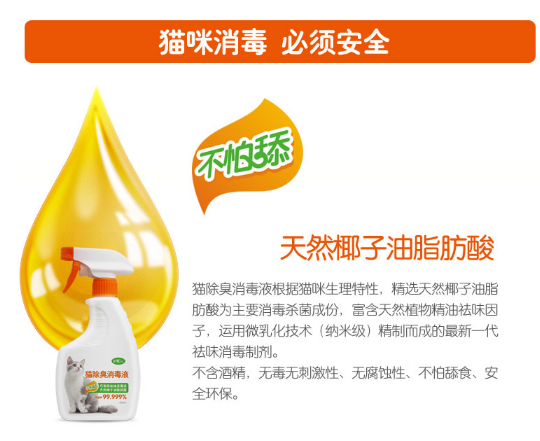 猫咪消毒 必须安全
不怕舔
天然椰子油脂肪酸
猫除臭消毒液根据猫咪生理特性，精选天然椰子油脂
肪酸为主要消毒杀菌成份，富含天然植物精油祛味因
子，运用微乳化技术（纳米级）精制而成的最新一代
祛味消毒制剂。
不含酒精，无毒无刺激性、无腐蚀性、不怕舔食、安
全环保。
猫除臭消毒液
99.999%